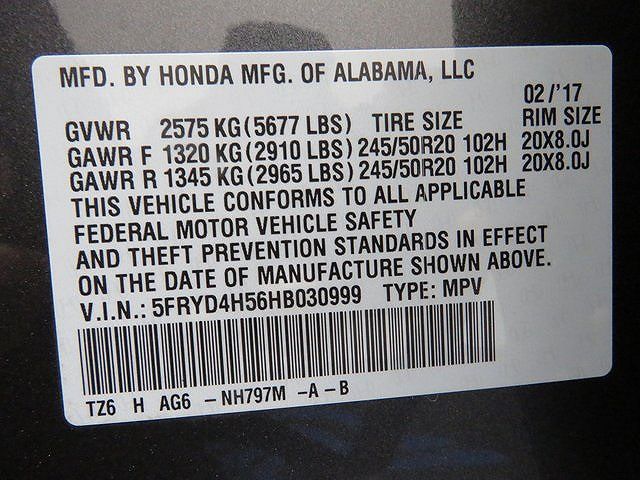 MFD. BY HONDA MFG. OF ALABAMA, LLC
02/'17
GVWR 2575 KG (5677 LBS) TIRE SIZE RIM SIZE
GAWR F 1320 KG (2910 LBS) 245/50R20 102H 20X8.0J
GAWR R 1345 KG (2965 LBS) 245/50R20 102H 20X8.0J
THIS VEHICLE CONFORMS TO ALL APPLICABLE
FEDERAL MOTOR VEHICLE SAFETY
AND THEFT PREVENTION STANDARDS IN EFFECT
ON THE DATE OF MANUFACTURE SHOWN ABOVE.
V.I.N.: 5FRYD4H56HB030999 TYPE: MPV
TZ6 H AG6 – NH797M –A – B